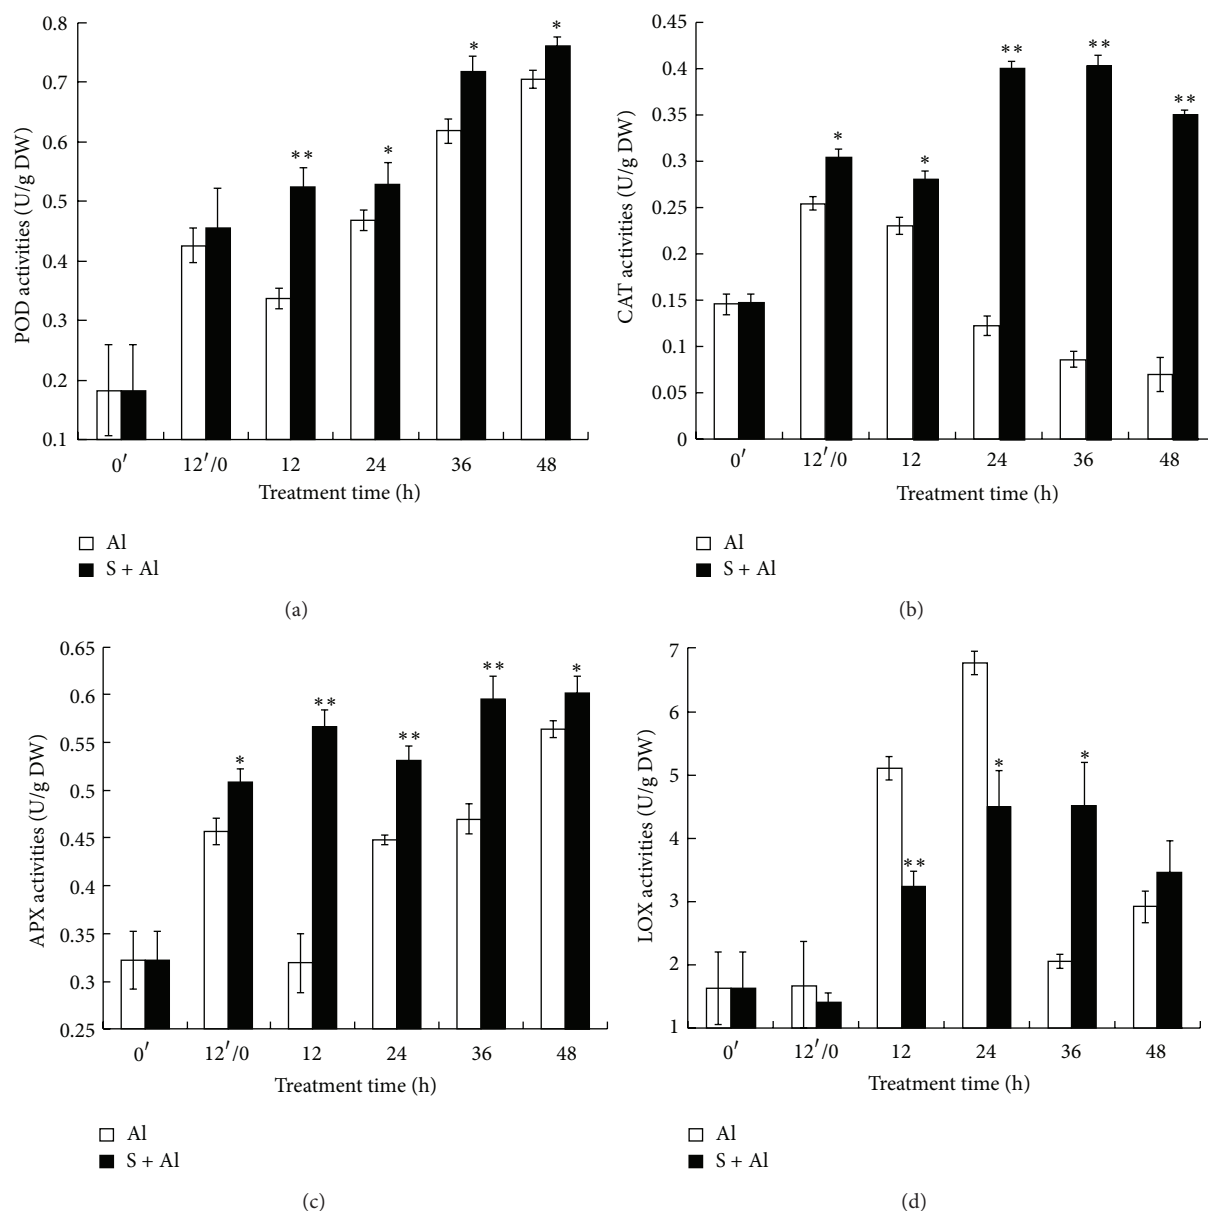 POD activities (U/g DW)
0.8
0.7
0.6
0.5
0.4
0.3
0.2
0.1
*
*
**
*
0′ 12′/0 12 24 36 48
Treatment time (h)
Al
S + Al
(a)
CAT activities (U/g DW)
0.45
0.4
0.35
0.3
0.25
0.2
0.15
0.1
0.05
0
*
*
**
**
**
0′ 12′/0 12 24 36 48
Treatment time (h)
Al
S + Al
(b)
APX activities (U/g DW)
0.65
0.6
0.55
0.5
0.45
0.4
0.35
0.3
0.25
*
**
**
**
*
0′ 12′/0 12 24 36 48
Treatment time (h)
Al
S + Al
(c)
LOX activities (U/g DW)
7
6
5
4
3
2
1
**
*
*
0′ 12′/0 12 24 36 48
Treatment time (h)
Al
S + Al
(d)